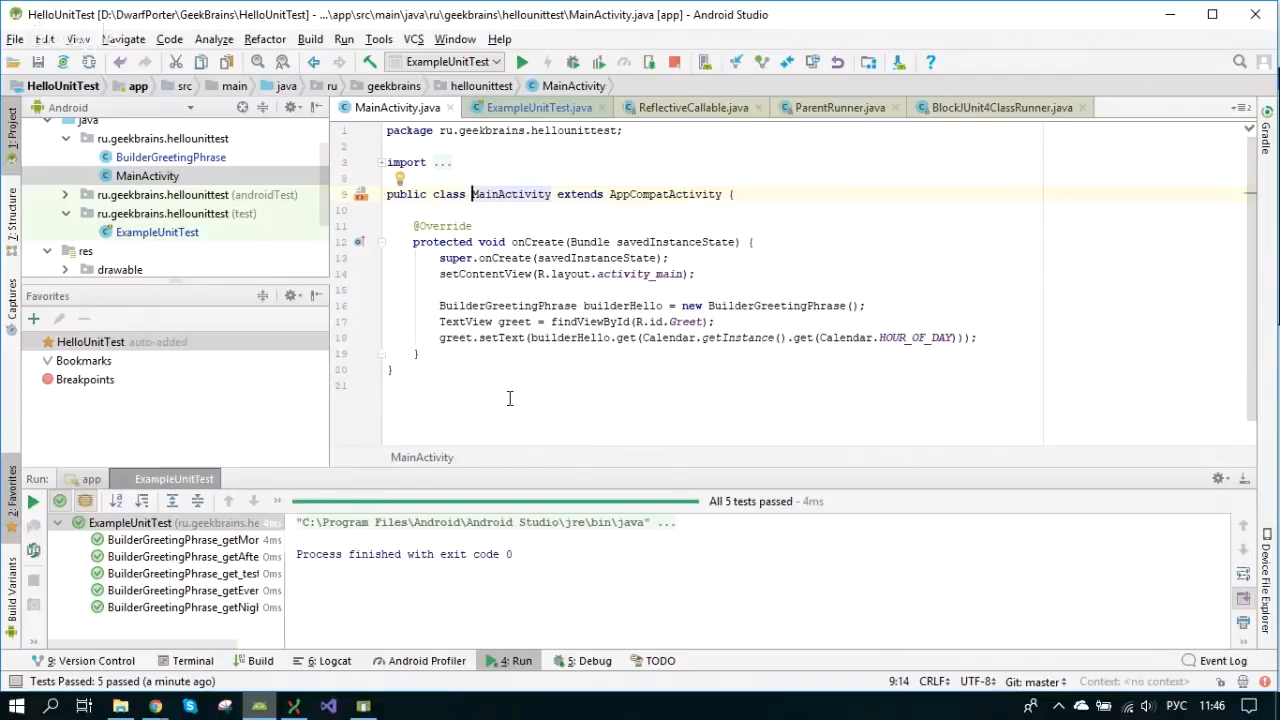 HelloUnitTest [D:\DwarfPorter\GeekBrains\HelloUnitTest] - ...\app\src\main\java\ru\geekbrains\hellounittest\MainActivity.java [app] - Android Studio
File Edit View Navigate Code Analyze Refactor Build Run Tools VCS Window Help
ExampleUnitTest
HelloUnitTest app src main java ru geekbrains hellounittest MainActivity
Android
MainActivity.java ExampleUnitTest.java ReflectiveCallable.java ParentRunner.java BlockJUnit4ClassRunner.java
1: Project
7: Structure
Captures
2: Favorites
Build Variants
java
ru.geekbrains.hellounittest
BuilderGreetingPhrase
MainActivity
ru.geekbrains.hellounittest (androidTest)
ru.geekbrains.hellounittest (test)
ExampleUnitTest
res
drawable
Favorites
HelloUnitTest auto-added
Bookmarks
Breakpoints
1 package ru.geekbrains.hellounittest;
2
3 import ...
8
9 public class MainActivity extends AppCompatActivity {
10
11 @Override
12 protected void onCreate(Bundle savedInstanceState) {
13 super.onCreate(savedInstanceState);
14 setContentView(R.layout.activity_main);
15
16 BuilderGreetingPhrase builderHello = new BuilderGreetingPhrase();
17 TextView greet = findViewById(R.id.Greet);
18 greet.setText(builderHello.get(Calendar.getInstance().get(Calendar.HOUR_OF_DAY)));
19 }
20 }
21
MainActivity
Gradle
Device File Explorer
Run: app ExampleUnitTest
All 5 tests passed - 4ms
ExampleUnitTest (ru.geekbrains.he 4ms
BuilderGreetingPhrase_getMor 4ms
BuilderGreetingPhrase_getAfte 0ms
BuilderGreetingPhrase_get_test 0ms
BuilderGreetingPhrase_getEver 0ms
BuilderGreetingPhrase_getNigh 0ms
"C:\Program Files\Android\Android Studio\jre\bin\java" ...
Process finished with exit code 0
9: Version Control Terminal Build 6: Logcat Android Profiler 4: Run 5: Debug TODO Event Log
Tests Passed: 5 passed (a minute ago) 9:14 CRLF÷ UTF-8÷ Git: master÷ Context: <no context>
РУС 11:46